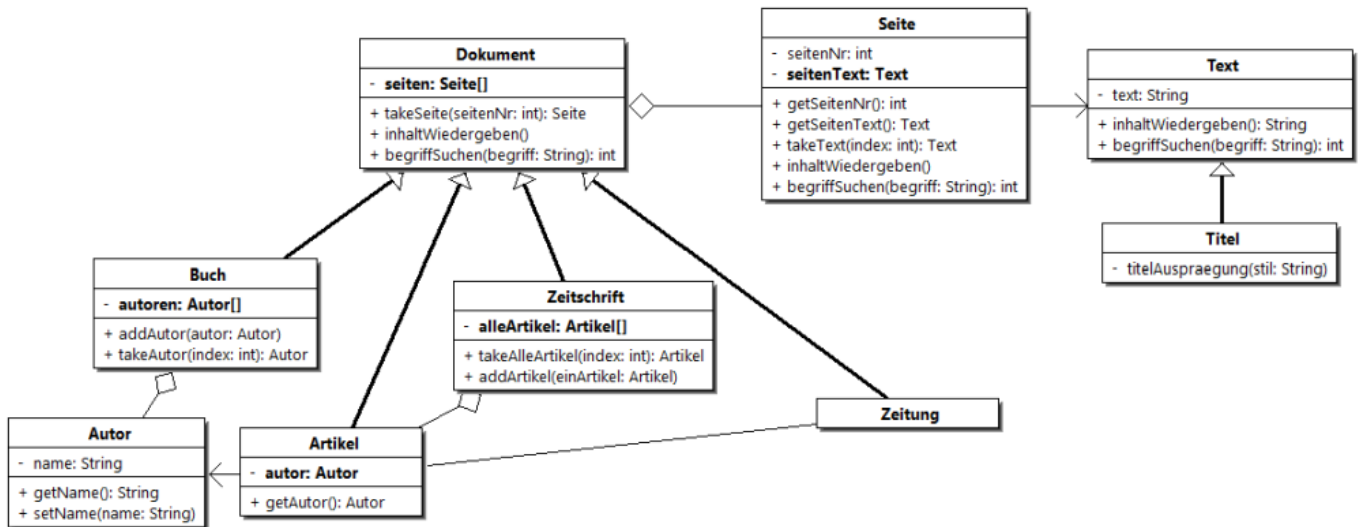 Dokument
- seiten: Seite[]
+ takeSeite(seitenNr: int): Seite
+ inhaltWiedergeben()
+ begriffSuchen(begriff: String): int
Seite
- seitenNr: int
- seitenText: Text
+ getSeitenNr(): int
+ getSeitenText(): Text
+ takeText(index: int): Text
+ inhaltWiedergeben()
+ begriffSuchen(begriff: String): int
Text
- text: String
+ inhaltWiedergeben(): String
+ begriffSuchen(begriff: String): int
Titel
- titelAuspraegung(stil: String)
Buch
- autoren: Autor[]
+ addAutor(autor: Autor)
+ takeAutor(index: int): Autor
Zeitschrift
- alleArtikel: Artikel[]
+ takeAlleArtikel(index: int): Artikel
+ addArtikel(einArtikel: Artikel)
Zeitung
Autor
- name: String
+ getName(): String
+ setName(name: String)
Artikel
- autor: Autor
+ getAutor(): Autor